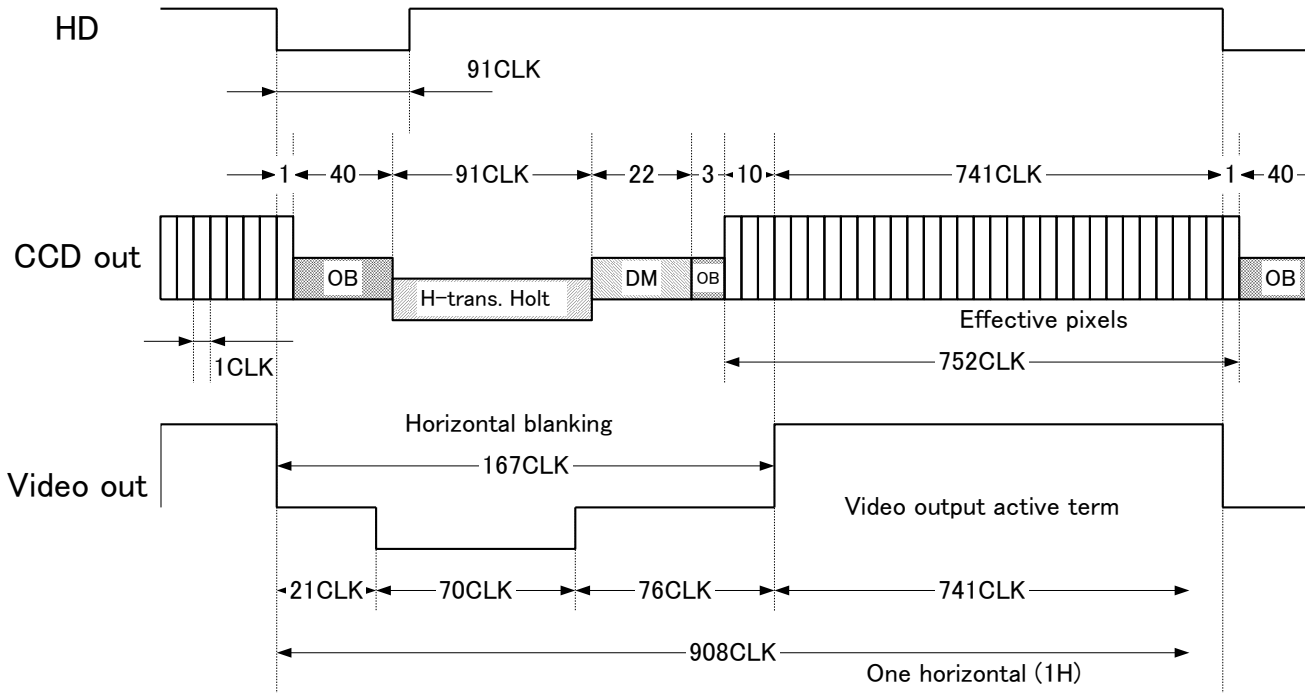 HD
91CLK
1 40 91CLK 22 3 10 741CLK 1 40
CCD out
OB H-trans. Holt DM OB OB
Effective pixels
1CLK
752CLK
Horizontal blanking
167CLK
Video out
Video output active term
21CLK 70CLK 76CLK 741CLK
908CLK
One horizontal (1H)